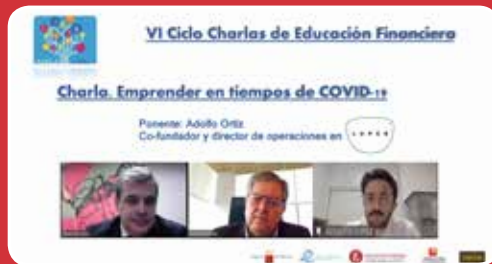 VI Ciclo Charlas de Educación Financiera
Charla. Emprender en tiempos de COVID-19
Ponente: Adolfo Ortiz
Co-fundador y director de operaciones en